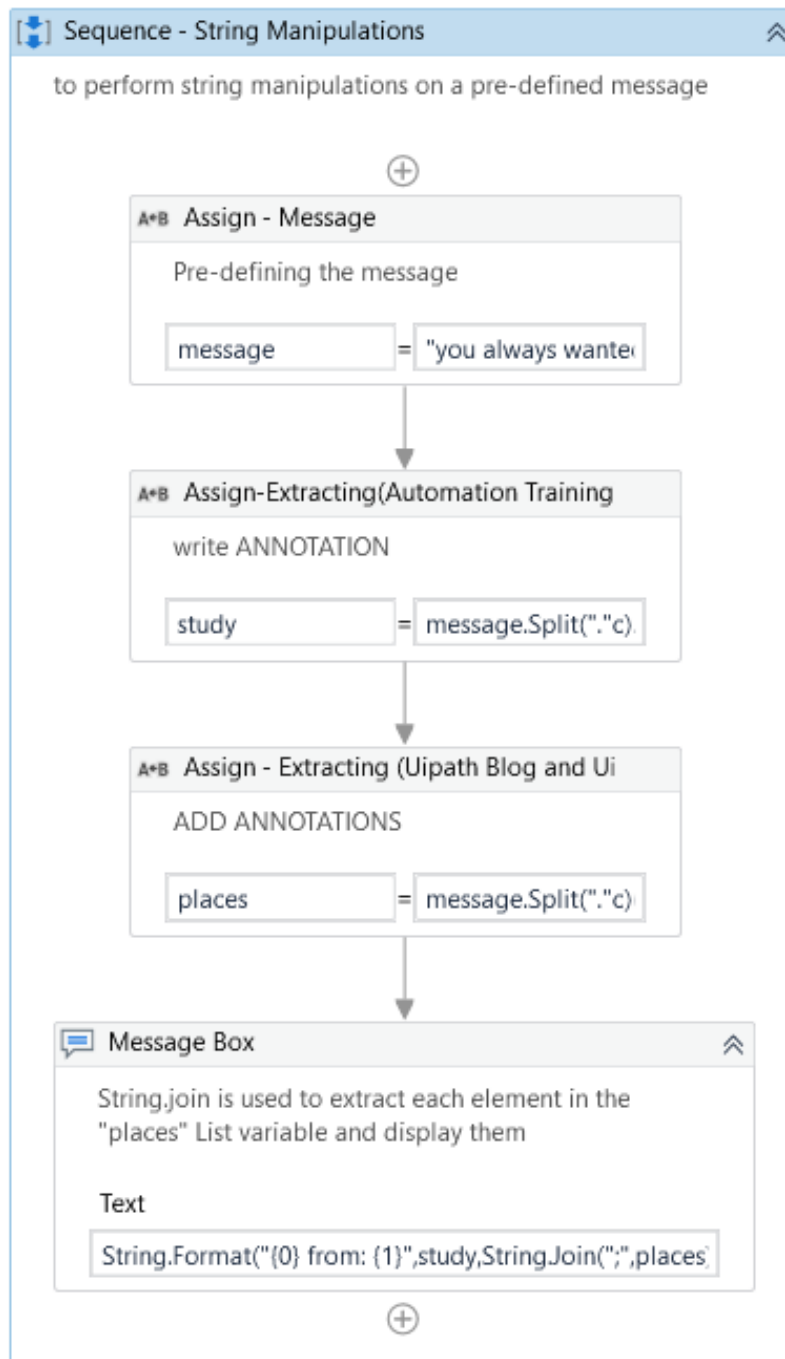 Sequence - String Manipulations
to perform string manipulations on a pre-defined message
A+B Assign - Message
Pre-defining the message
message = "you always wanted
A+B Assign-Extracting(Automation Training
write ANNOTATION
study = message.Split("."c).
A+B Assign - Extracting (Uipath Blog and Ui
ADD ANNOTATIONS
places = message.Split("."c)
Message Box
String.join is used to extract each element in the
"places" List variable and display them
Text
String.Format("{0} from: {1}",study,String.Join(";",places)